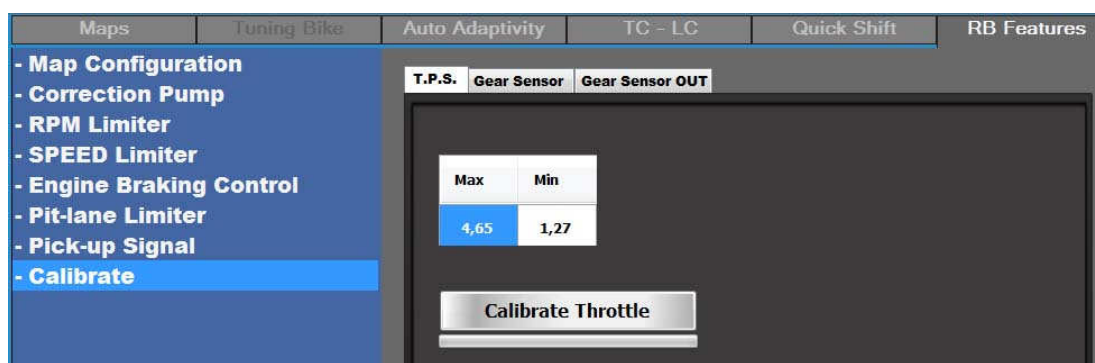 Maps Tuning Bike Auto Adaptivity TC - LC Quick Shift RB Features
- Map Configuration
- Correction Pump
- RPM Limiter
- SPEED Limiter
- Engine Braking Control
- Pit-lane Limiter
- Pick-up Signal
- Calibrate
T.P.S. Gear Sensor Gear Sensor OUT
Max Min
4,65 1,27
Calibrate Throttle